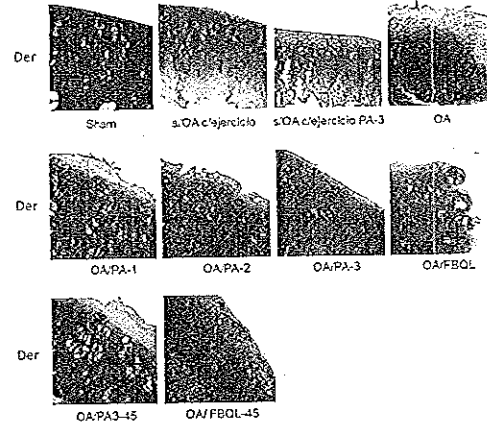 Der
Sham s/OA c/ejercicio s/OA c/ejercicio PA-3 OA
Der
OA/PA-1 OA/PA-2 OA/PA-3 OA/FBQL
Der
OA/PA3-45 OA/FBQL-45